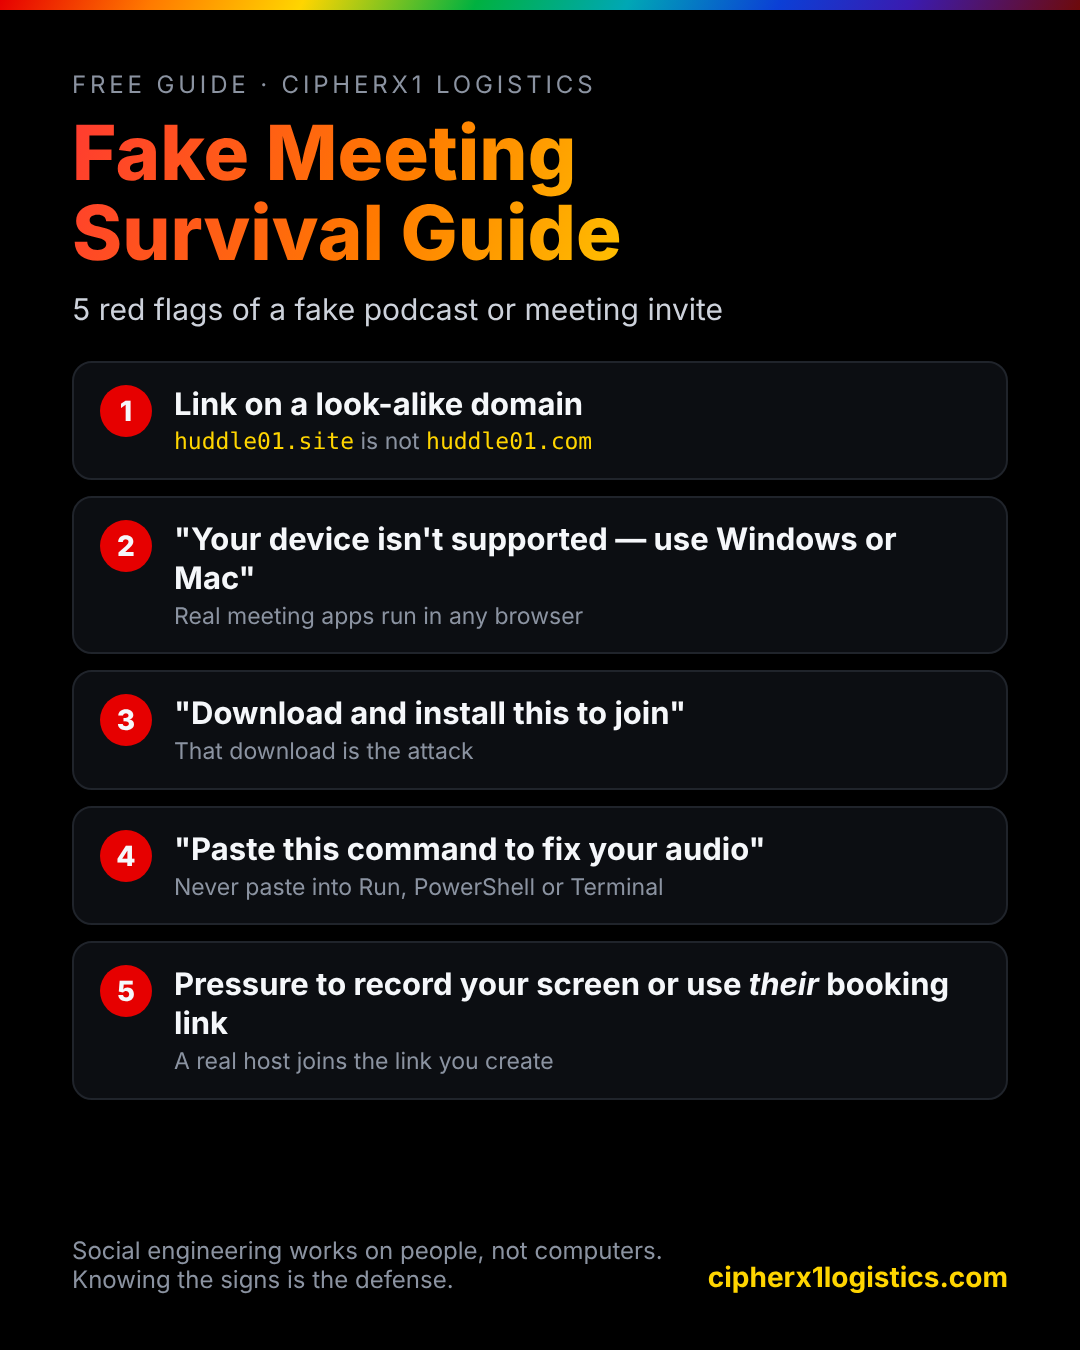 FREE GUIDE · CIPHERX1 LOGISTICS
Fake Meeting
Survival Guide
5 red flags of a fake podcast or meeting invite
1
Link on a look-alike domain
huddle01.site is not huddle01.com
2
"Your device isn't supported — use Windows or
Mac"
Real meeting apps run in any browser
3
"Download and install this to join"
That download is the attack
4
"Paste this command to fix your audio"
Never paste into Run, PowerShell or Terminal
5
Pressure to record your screen or use their booking
link
A real host joins the link you create
Social engineering works on people, not computers.
Knowing the signs is the defense.
cipherx1logistics.com